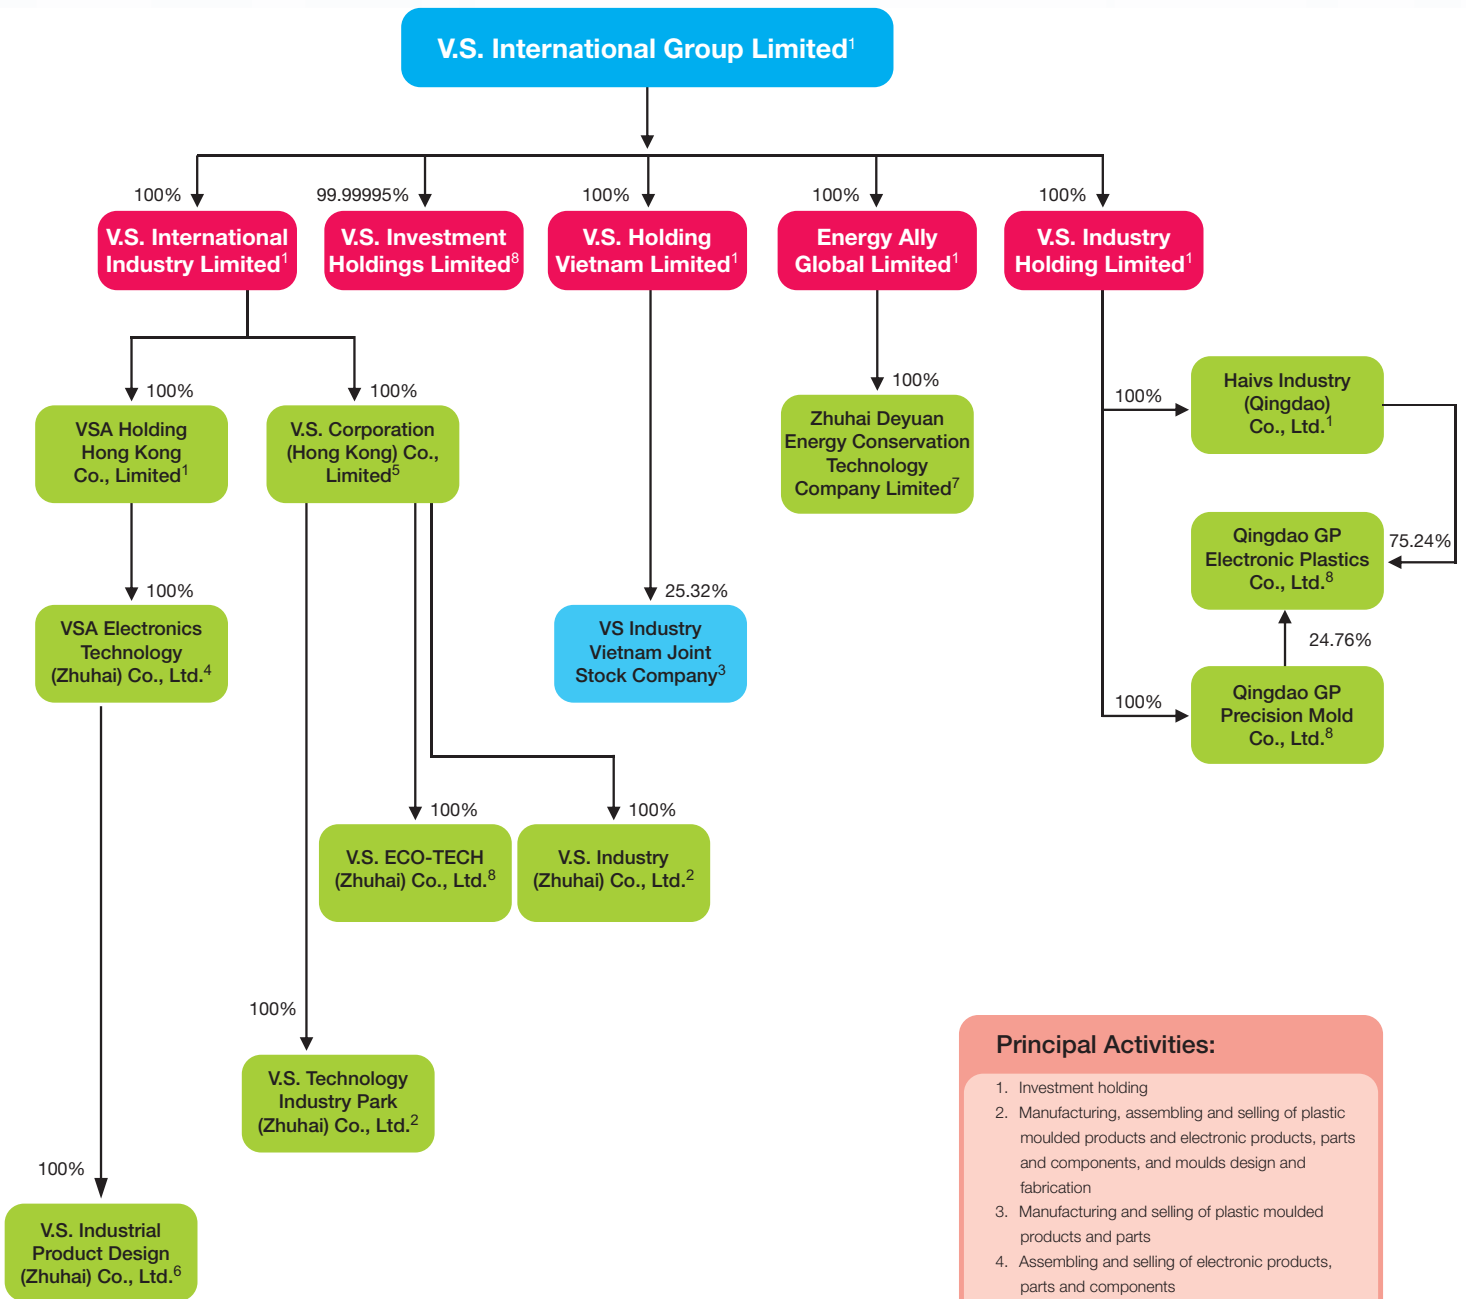 V.S. International Group Limited1
100%
99.99995%
100%
100%
100%
V.S. International
Industry Limited1
V.S. Investment
Holdings Limited8
V.S. Holding
Vietnam Limited1
Energy Ally
Global Limited1
V.S. Industry
Holding Limited1
100%
100%
100%
100%
VSA Holding
Hong Kong
Co., Limited1
V.S. Corporation
(Hong Kong) Co.,
Limited5
Zhuhai Deyuan
Energy Conservation
Technology
Company Limited7
Haivs Industry
(Qingdao)
Co., Ltd.1
75.24%
Qingdao GP
Electronic Plastics
Co., Ltd.8
24.76%
100%
Qingdao GP
Precision Mold
Co., Ltd.8
100%
25.32%
VSA Electronics
Technology
(Zhuhai) Co., Ltd.4
VS Industry
Vietnam Joint
Stock Company3
100%
100%
V.S. ECO-TECH
(Zhuhai) Co., Ltd.8
V.S. Industry
(Zhuhai) Co., Ltd.2
100%
V.S. Technology
Industry Park
(Zhuhai) Co., Ltd.2
100%
V.S. Industrial
Product Design
(Zhuhai) Co., Ltd.6
Principal Activities:
1. Investment holding
2. Manufacturing, assembling and selling of plastic
moulded products and electronic products, parts
and components, and moulds design and
fabrication
3. Manufacturing and selling of plastic moulded
products and parts
4. Assembling and selling of electronic products,
parts and components